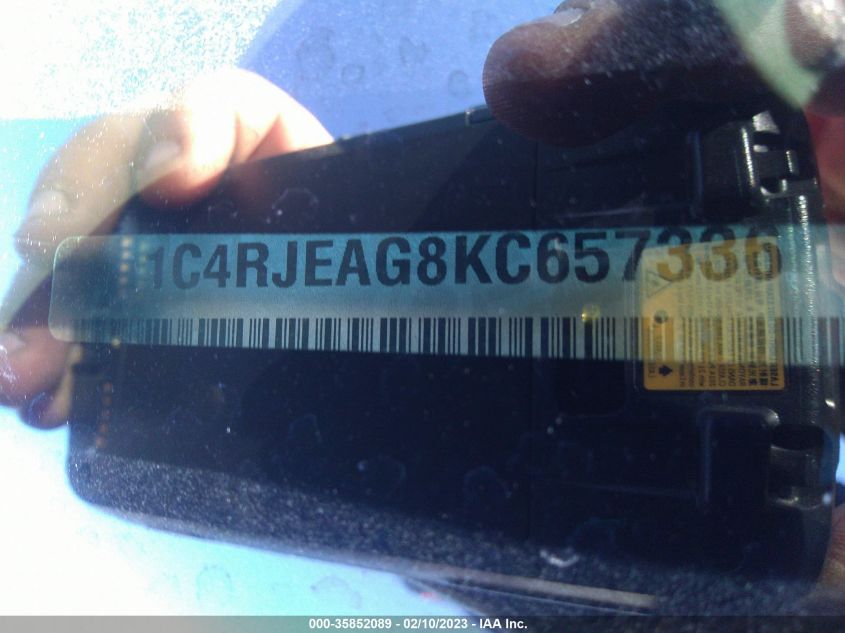 1C4RJEAG8KC657336
000-35852089 - 02/10/2023 - IAA Inc.